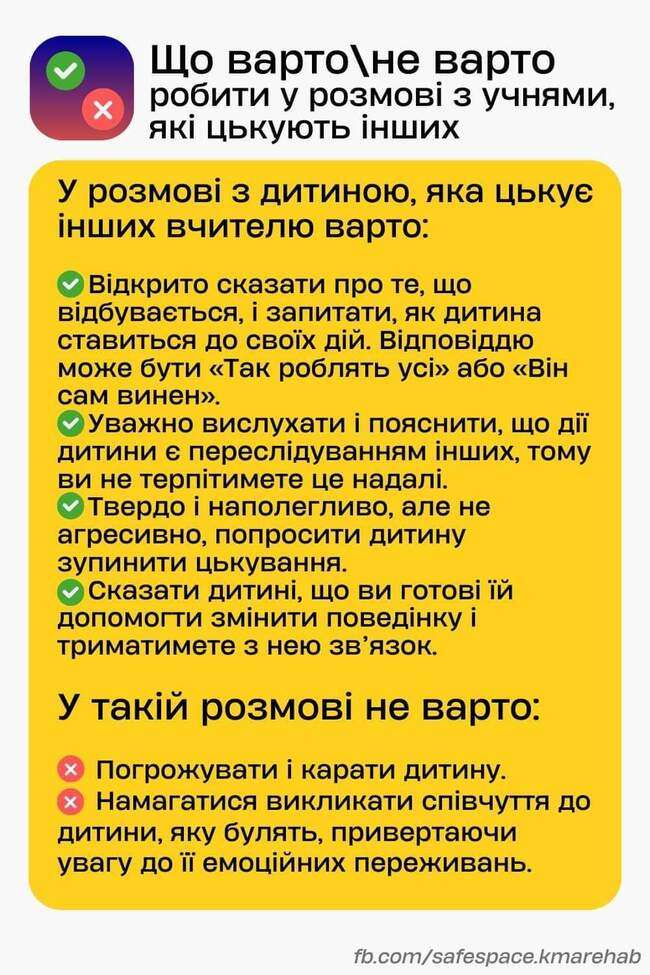 Що варто\не варто
робити у розмові з учнями,
які цькують інших
У розмові з дитиною, яка цькує
інших вчителю варто:
Відкрито сказати про те, що
відбувається, і запитати, як дитина
ставиться до своїх дій. Відповіддю
може бути «Так роблять усі» або «Він
сам винен».
Уважно вислухати і пояснити, що дії
дитини є переслідуванням інших, тому
ви не терпітимете це надалі.
Твердо і наполегливо, але не
агресивно, попросити дитину
зупинити цькування.
Сказати дитині, що ви готові їй
допомогти змінити поведінку і
триматимете з нею зв’язок.
У такій розмові не варто:
Погрожувати і карати дитину.
Намагатися викликати співчуття до
дитини, яку булять, привертаючи
увагу до її емоційних переживань.
fb.com/safespace.kmarehab